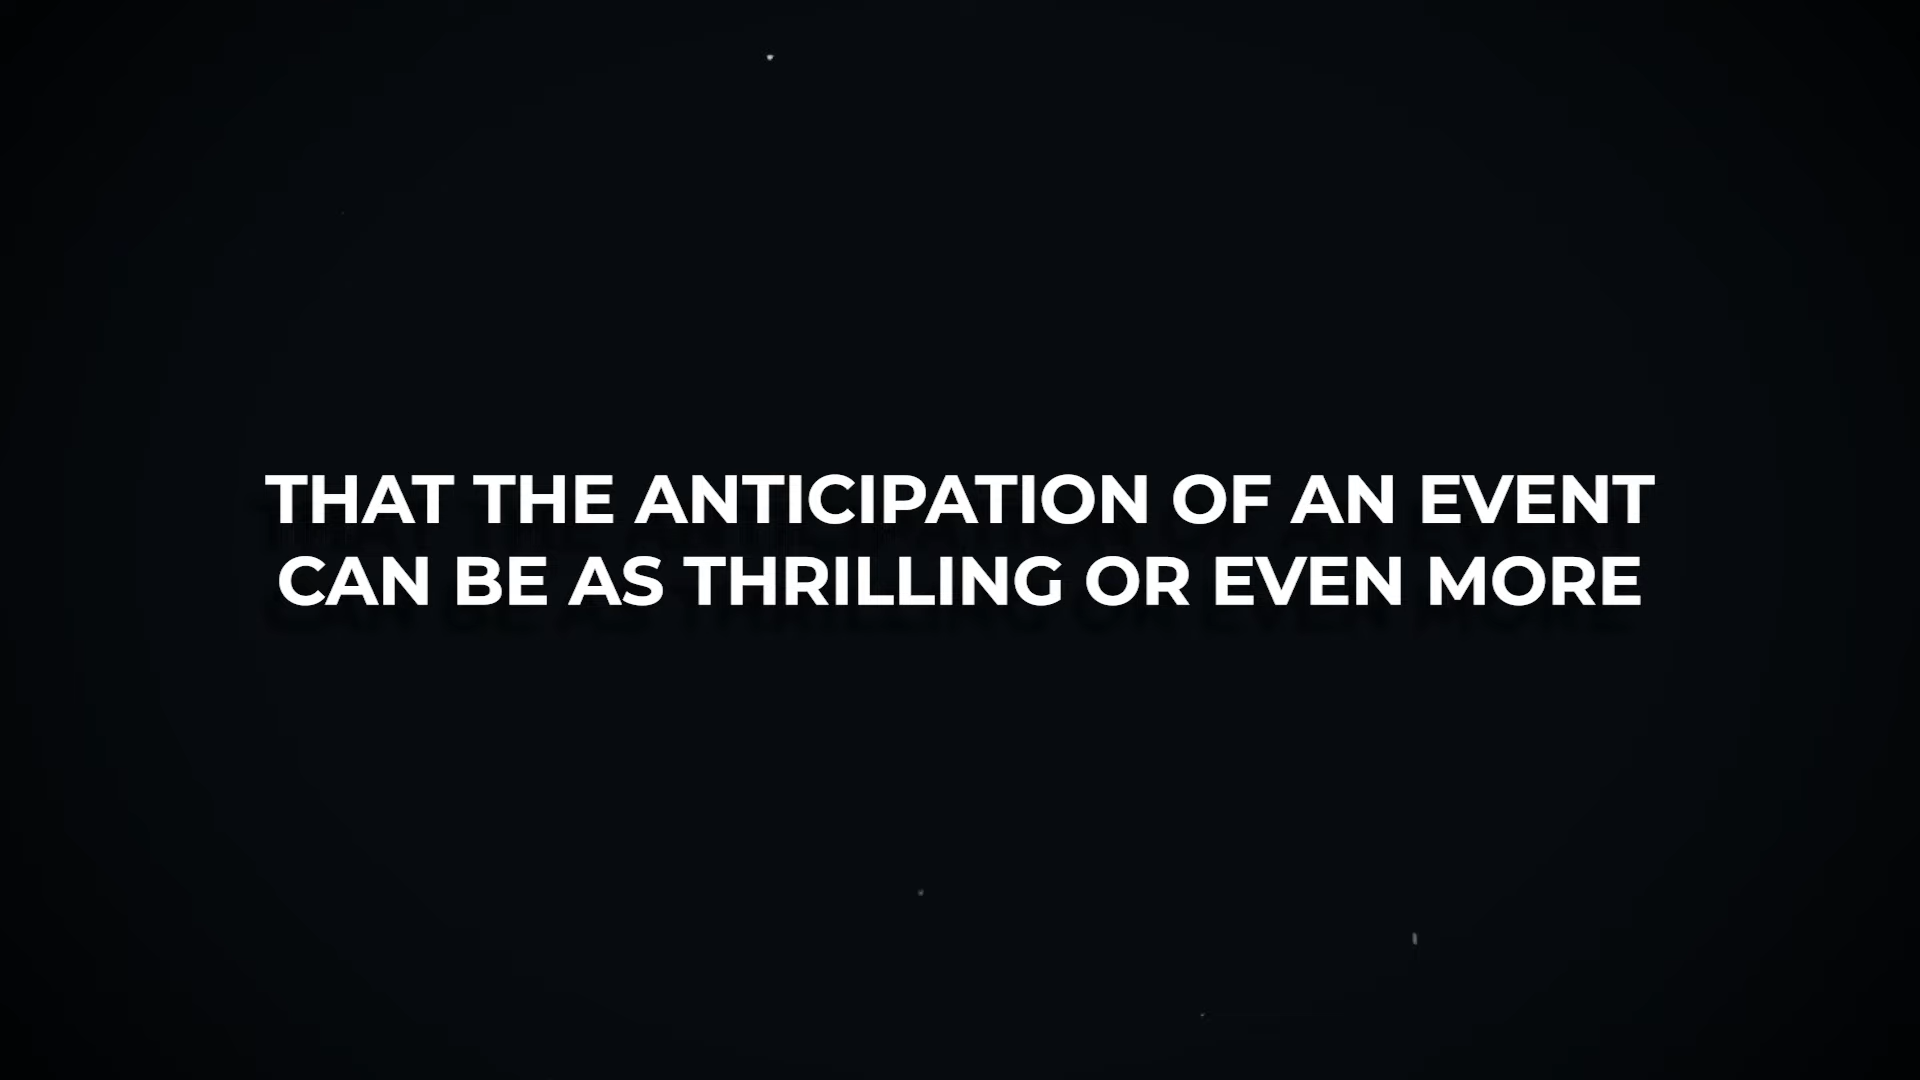 THAT THE ANTICIPATION OF AN EVENT
CAN BE AS THRILLING OR EVEN MORE